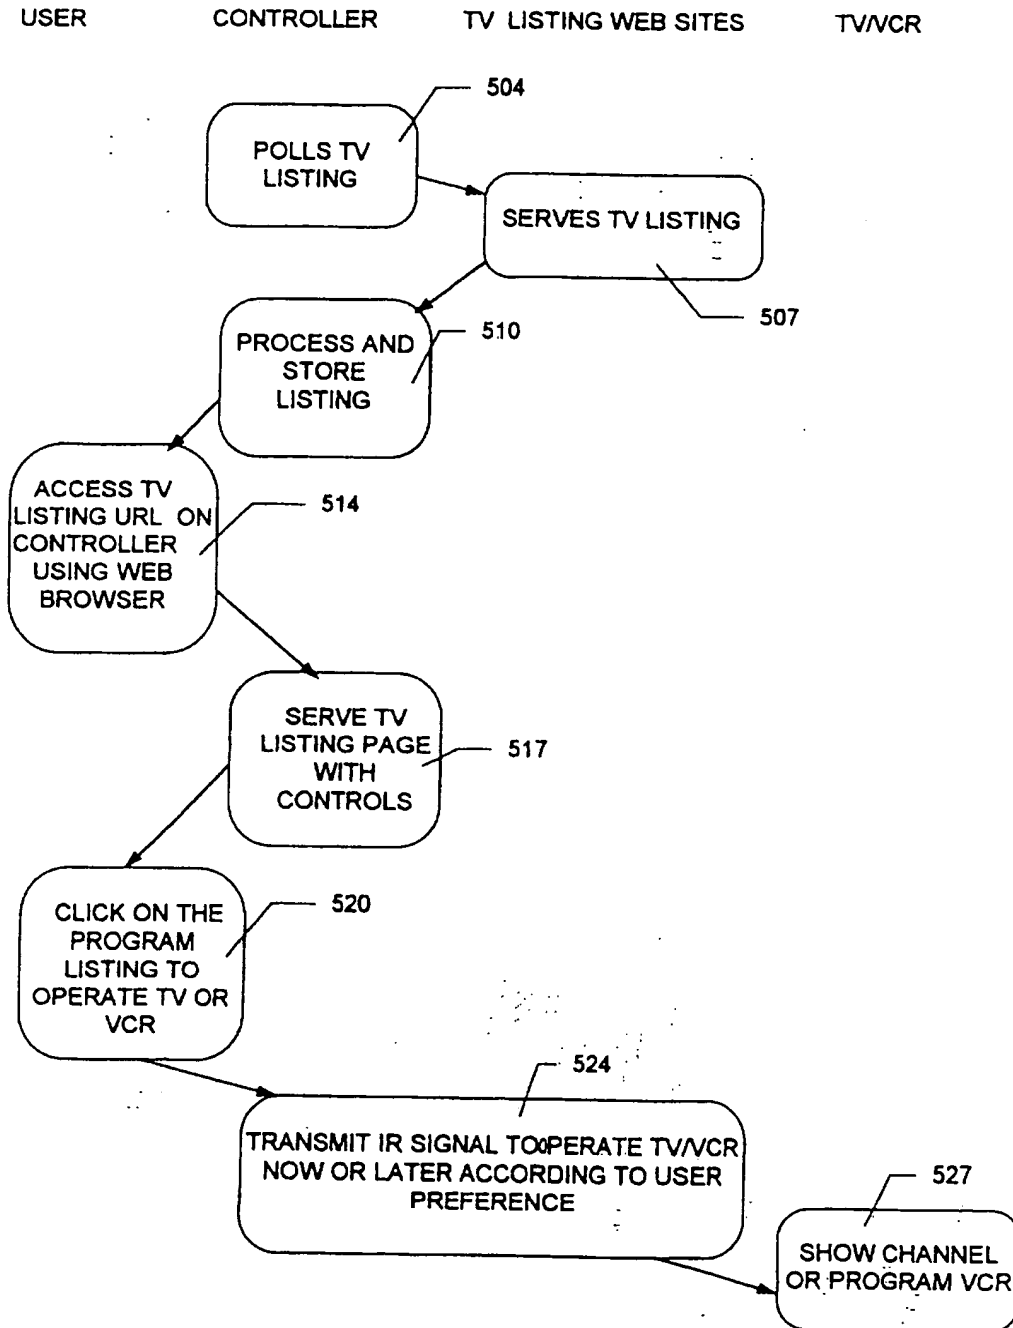 USER CONTROLLER TV LISTING WEB SITES TV/VCR
504
POLLS TV
LISTING
SERVES TV LISTING
507
510
PROCESS AND
STORE
LISTING
ACCESS TV
LISTING URL ON
CONTROLLER
USING WEB
BROWSER
514
SERVE TV
LISTING PAGE
WITH
CONTROLS
517
CLICK ON THE
PROGRAM
LISTING TO
OPERATE TV OR
VCR
520
524
TRANSMIT IR SIGNAL TO OPERATE TV/VCR
NOW OR LATER ACCORDING TO USER
PREFERENCE
527
SHOW CHANNEL
OR PROGRAM VCR